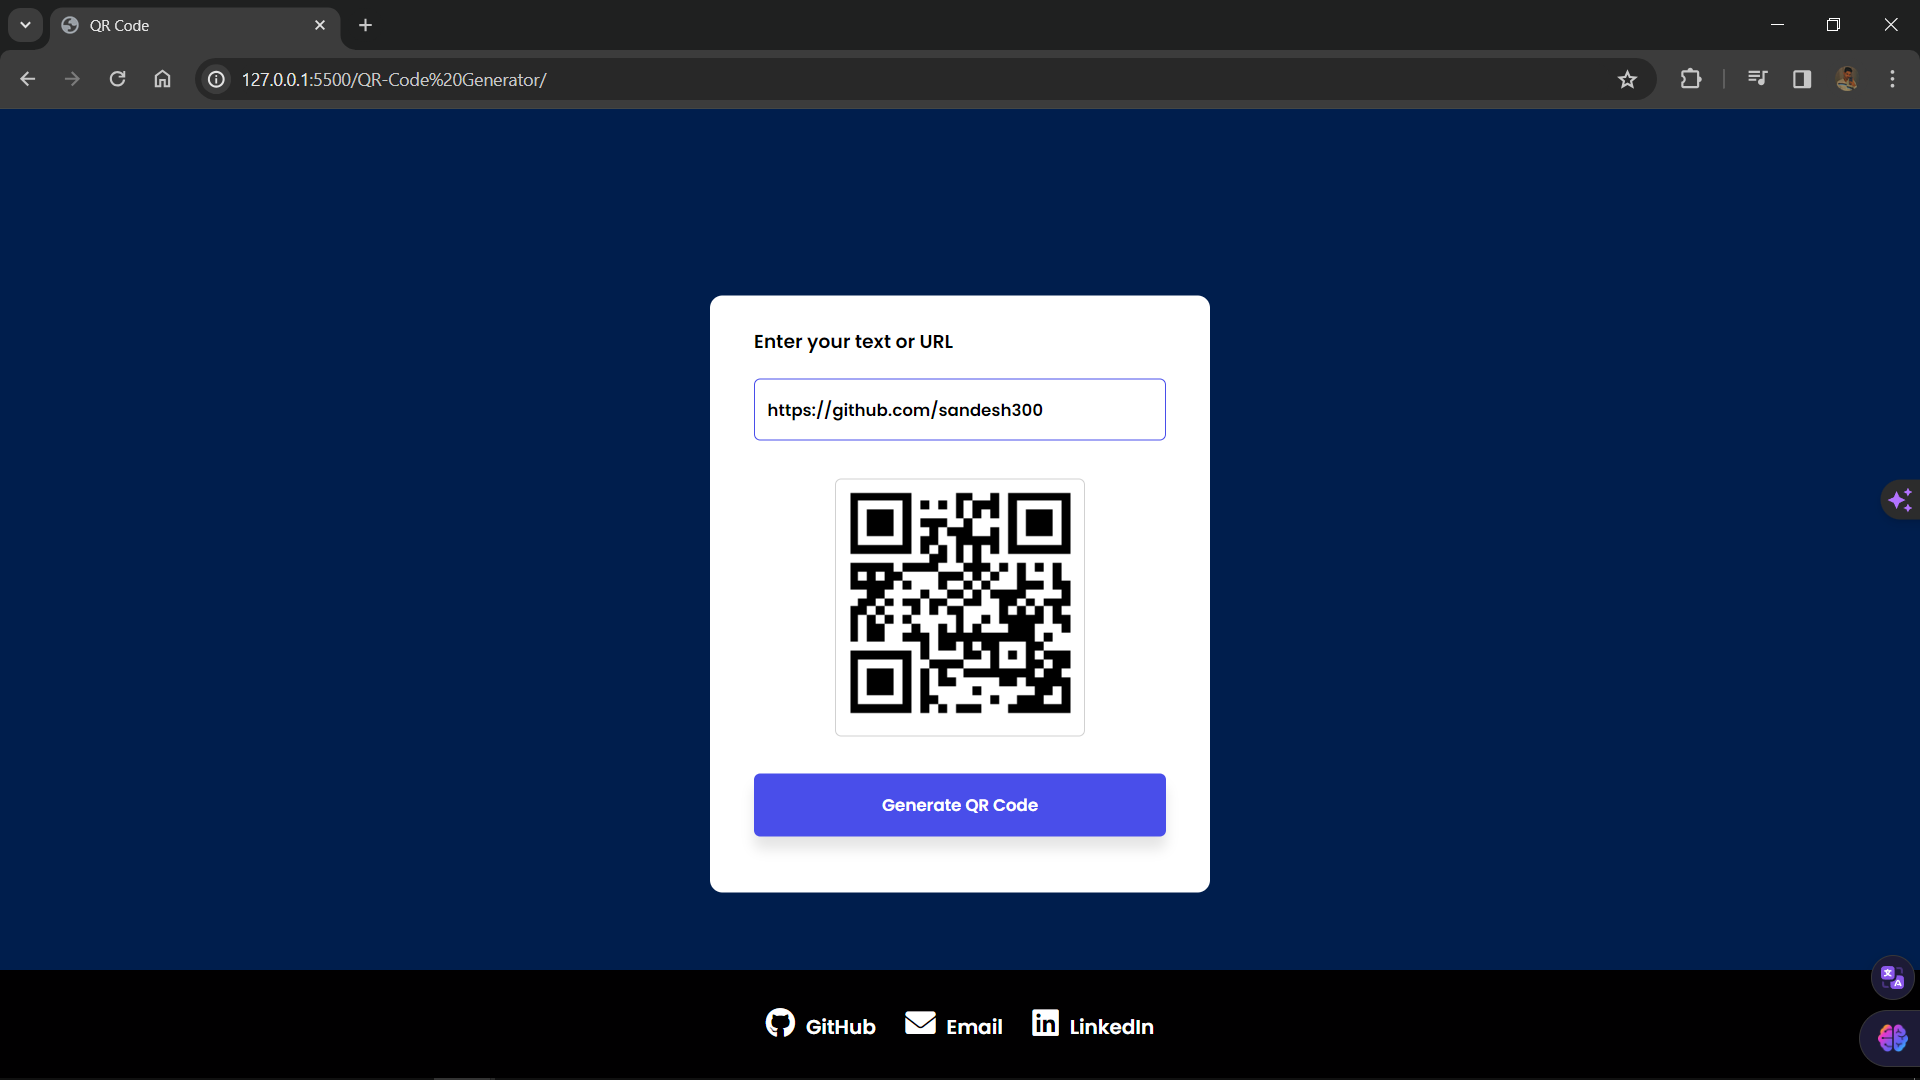 QR Code
127.0.0.1:5500/QR-Code%20Generator/
Enter your text or URL
https://github.com/sandesh300
Generate QR Code
GitHub
Email
LinkedIn